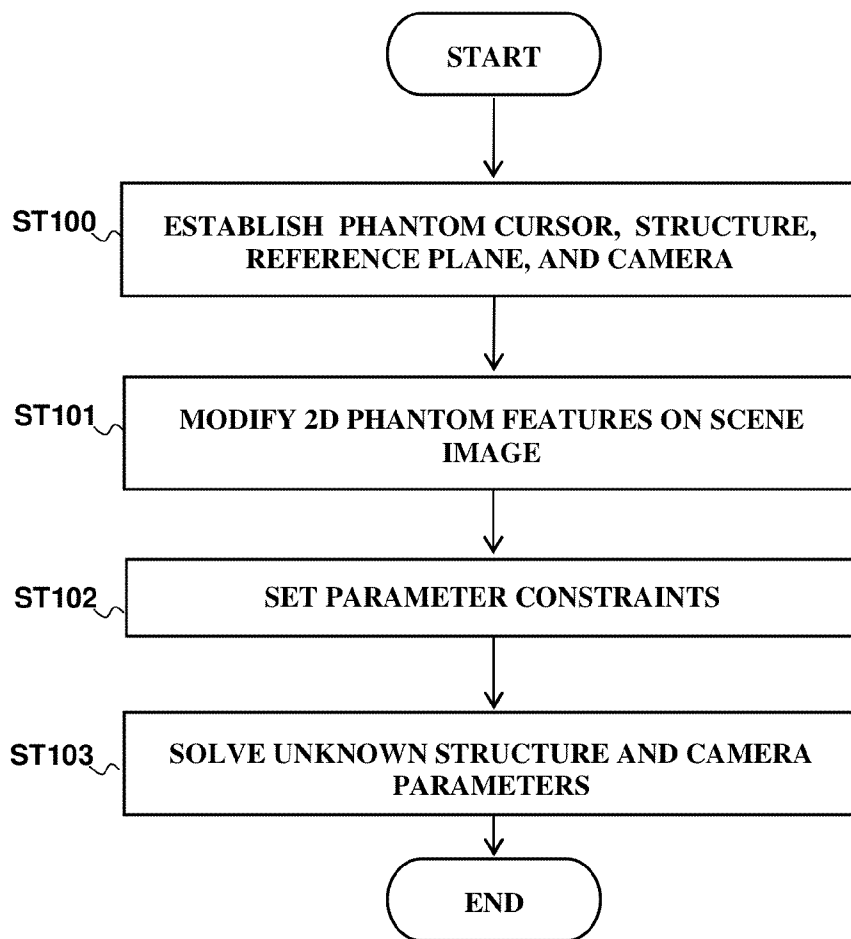 START
ST100
ESTABLISH PHANTOM CURSOR, STRUCTURE,
REFERENCE PLANE, AND CAMERA
ST101
MODIFY 2D PHANTOM FEATURES ON SCENE
IMAGE
ST102
SET PARAMETER CONSTRAINTS
ST103
SOLVE UNKNOWN STRUCTURE AND CAMERA
PARAMETERS
END